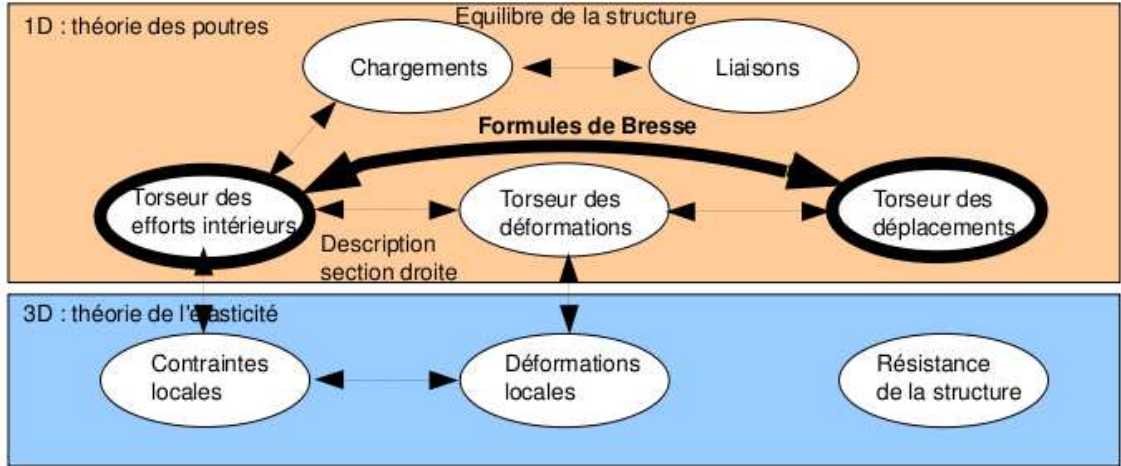 Equilibre de la structure
1D : théorie des poutres
Chargements
Liaisons
Formules de Bresse
Torseur des
efforts intérieurs
Torseur des
déformations
Torseur des
déplacements
Description
section droite
3D : théorie de l'élasticité
Contraintes
locales
Déformations
locales
Résistance
de la structure